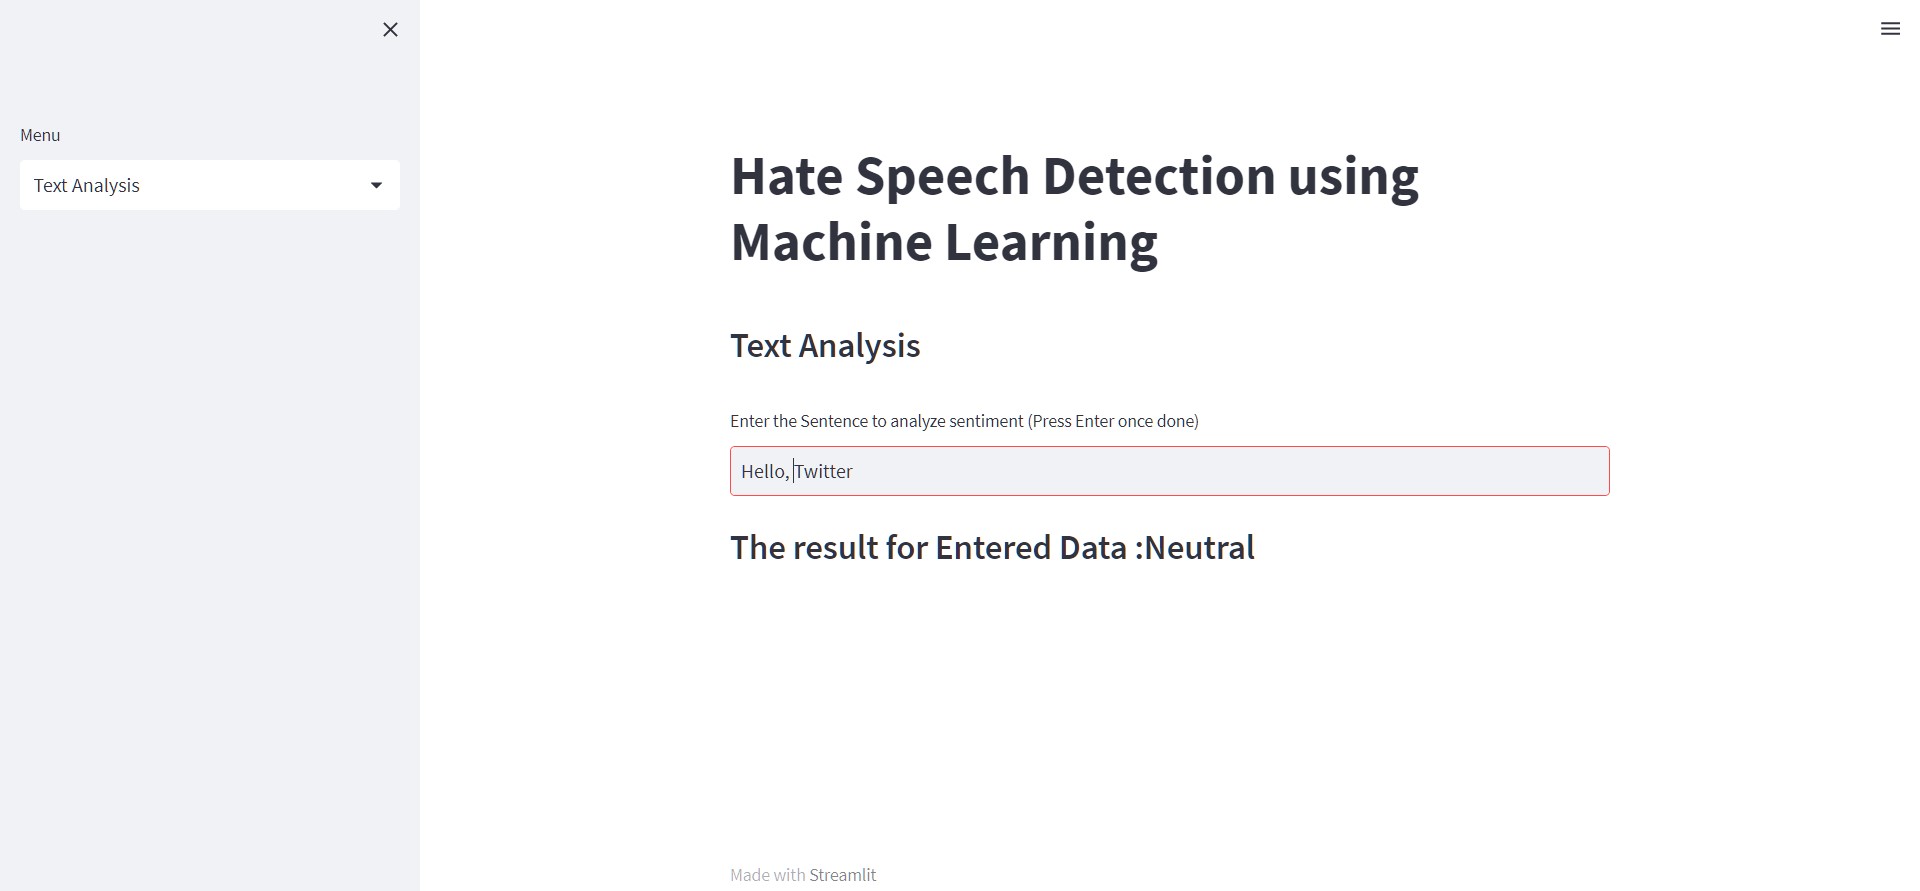 Menu
Text Analysis
Hate Speech Detection using
Machine Learning
Text Analysis
Enter the Sentence to analyze sentiment (Press Enter once done)
Hello, Twitter
The result for Entered Data :Neutral
Made with Streamlit